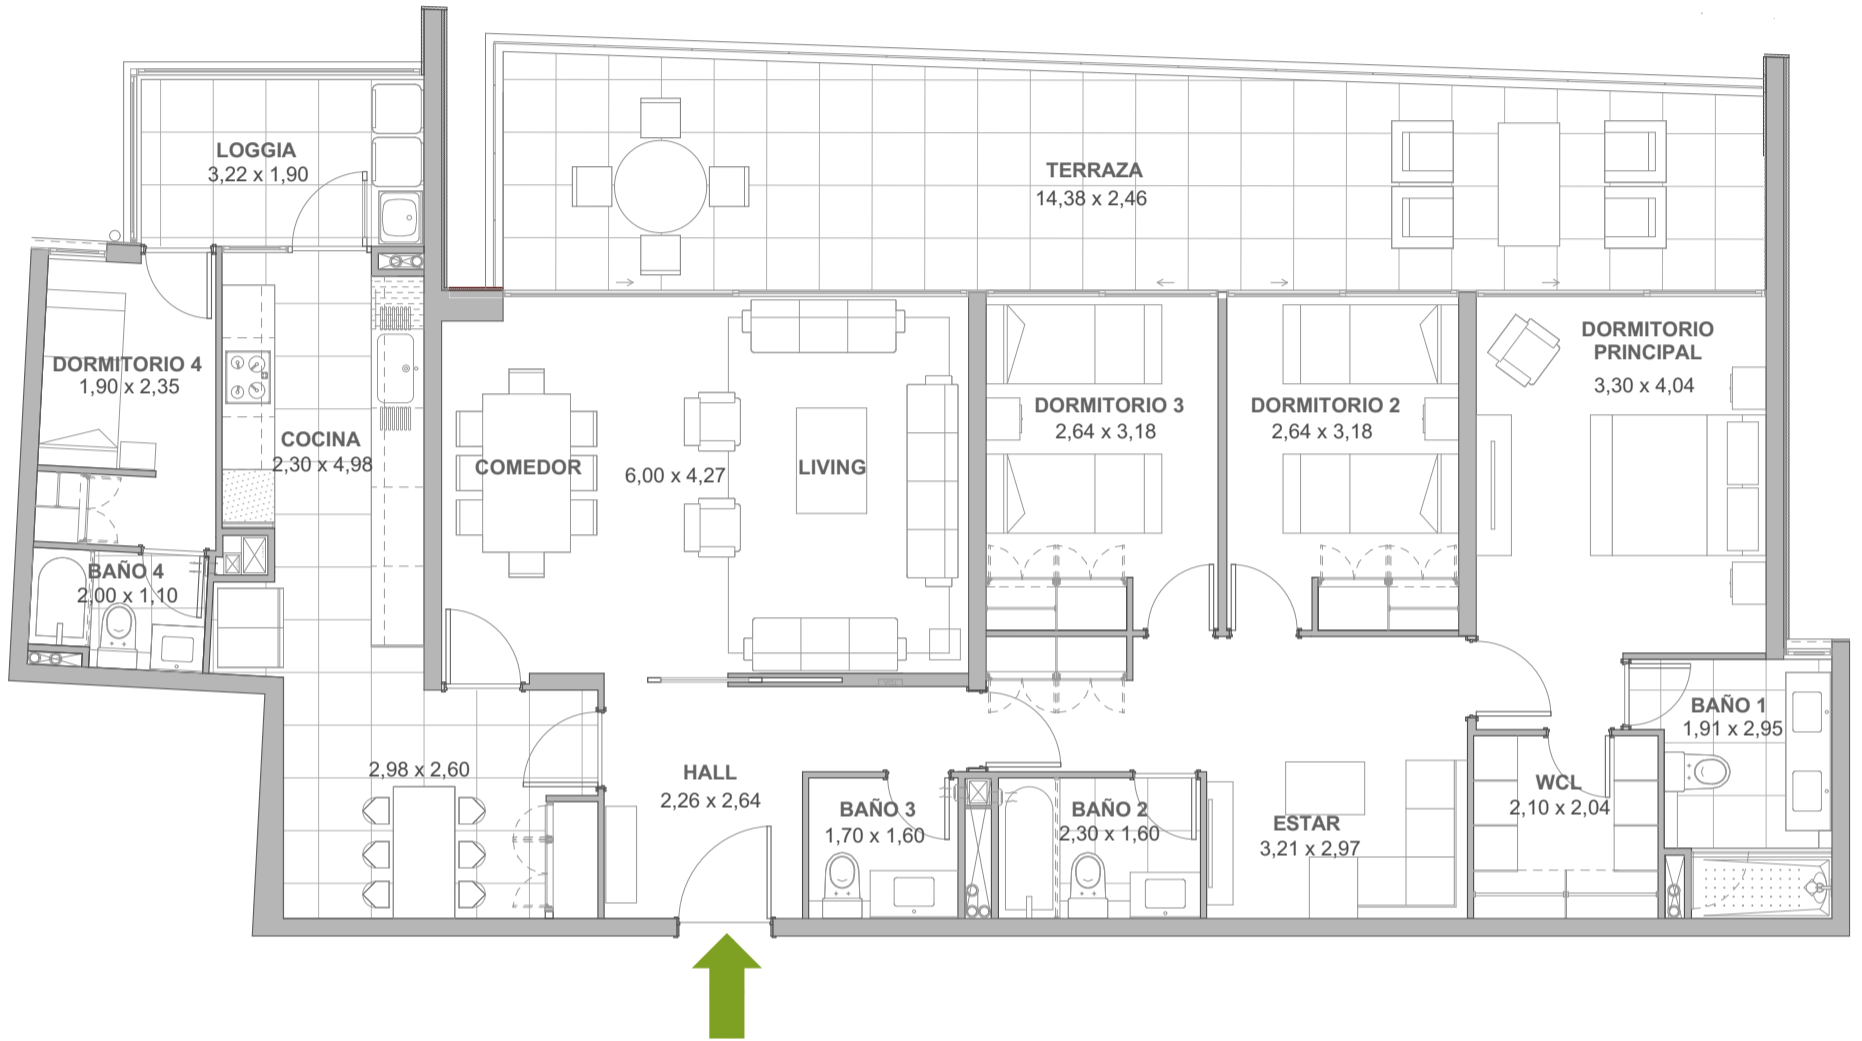 LOGGIA
3,22 x 1,90
TERRAZA
14,38 x 2,46
DORMITORIO 4
1,90 x 2,35
COCINA
2,30 x 4,98
COMEDOR
6,00 x 4,27
LIVING
DORMITORIO 3
2,64 x 3,18
DORMITORIO 2
2,64 x 3,18
DORMITORIO
PRINCIPAL
3,30 x 4,04
BAÑO 4
2,00 x 1,10
2,98 x 2,60
HALL
2,26 x 2,64
BAÑO 3
1,70 x 1,60
BAÑO 2
2,30 x 1,60
ESTAR
3,21 x 2,97
WCL
2,10 x 2,04
BAÑO 1
1,91 x 2,95